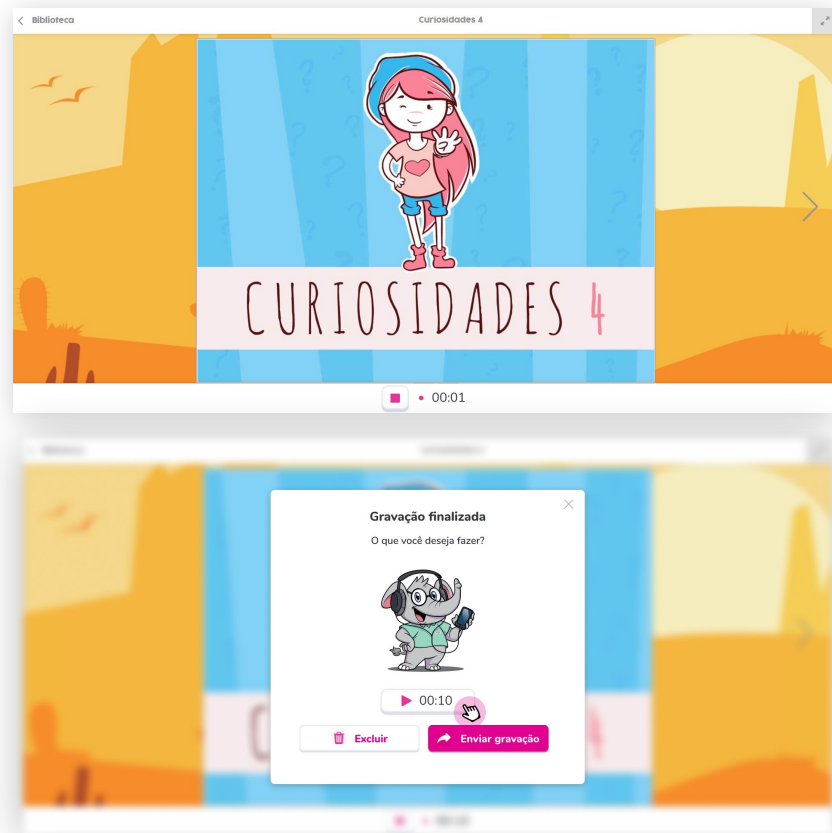 Biblioteca
Curiosidades 4
CURIOSIDADES 4
00:01
Gravação finalizada
O que você deseja fazer?
00:10
Excluir
Enviar gravação